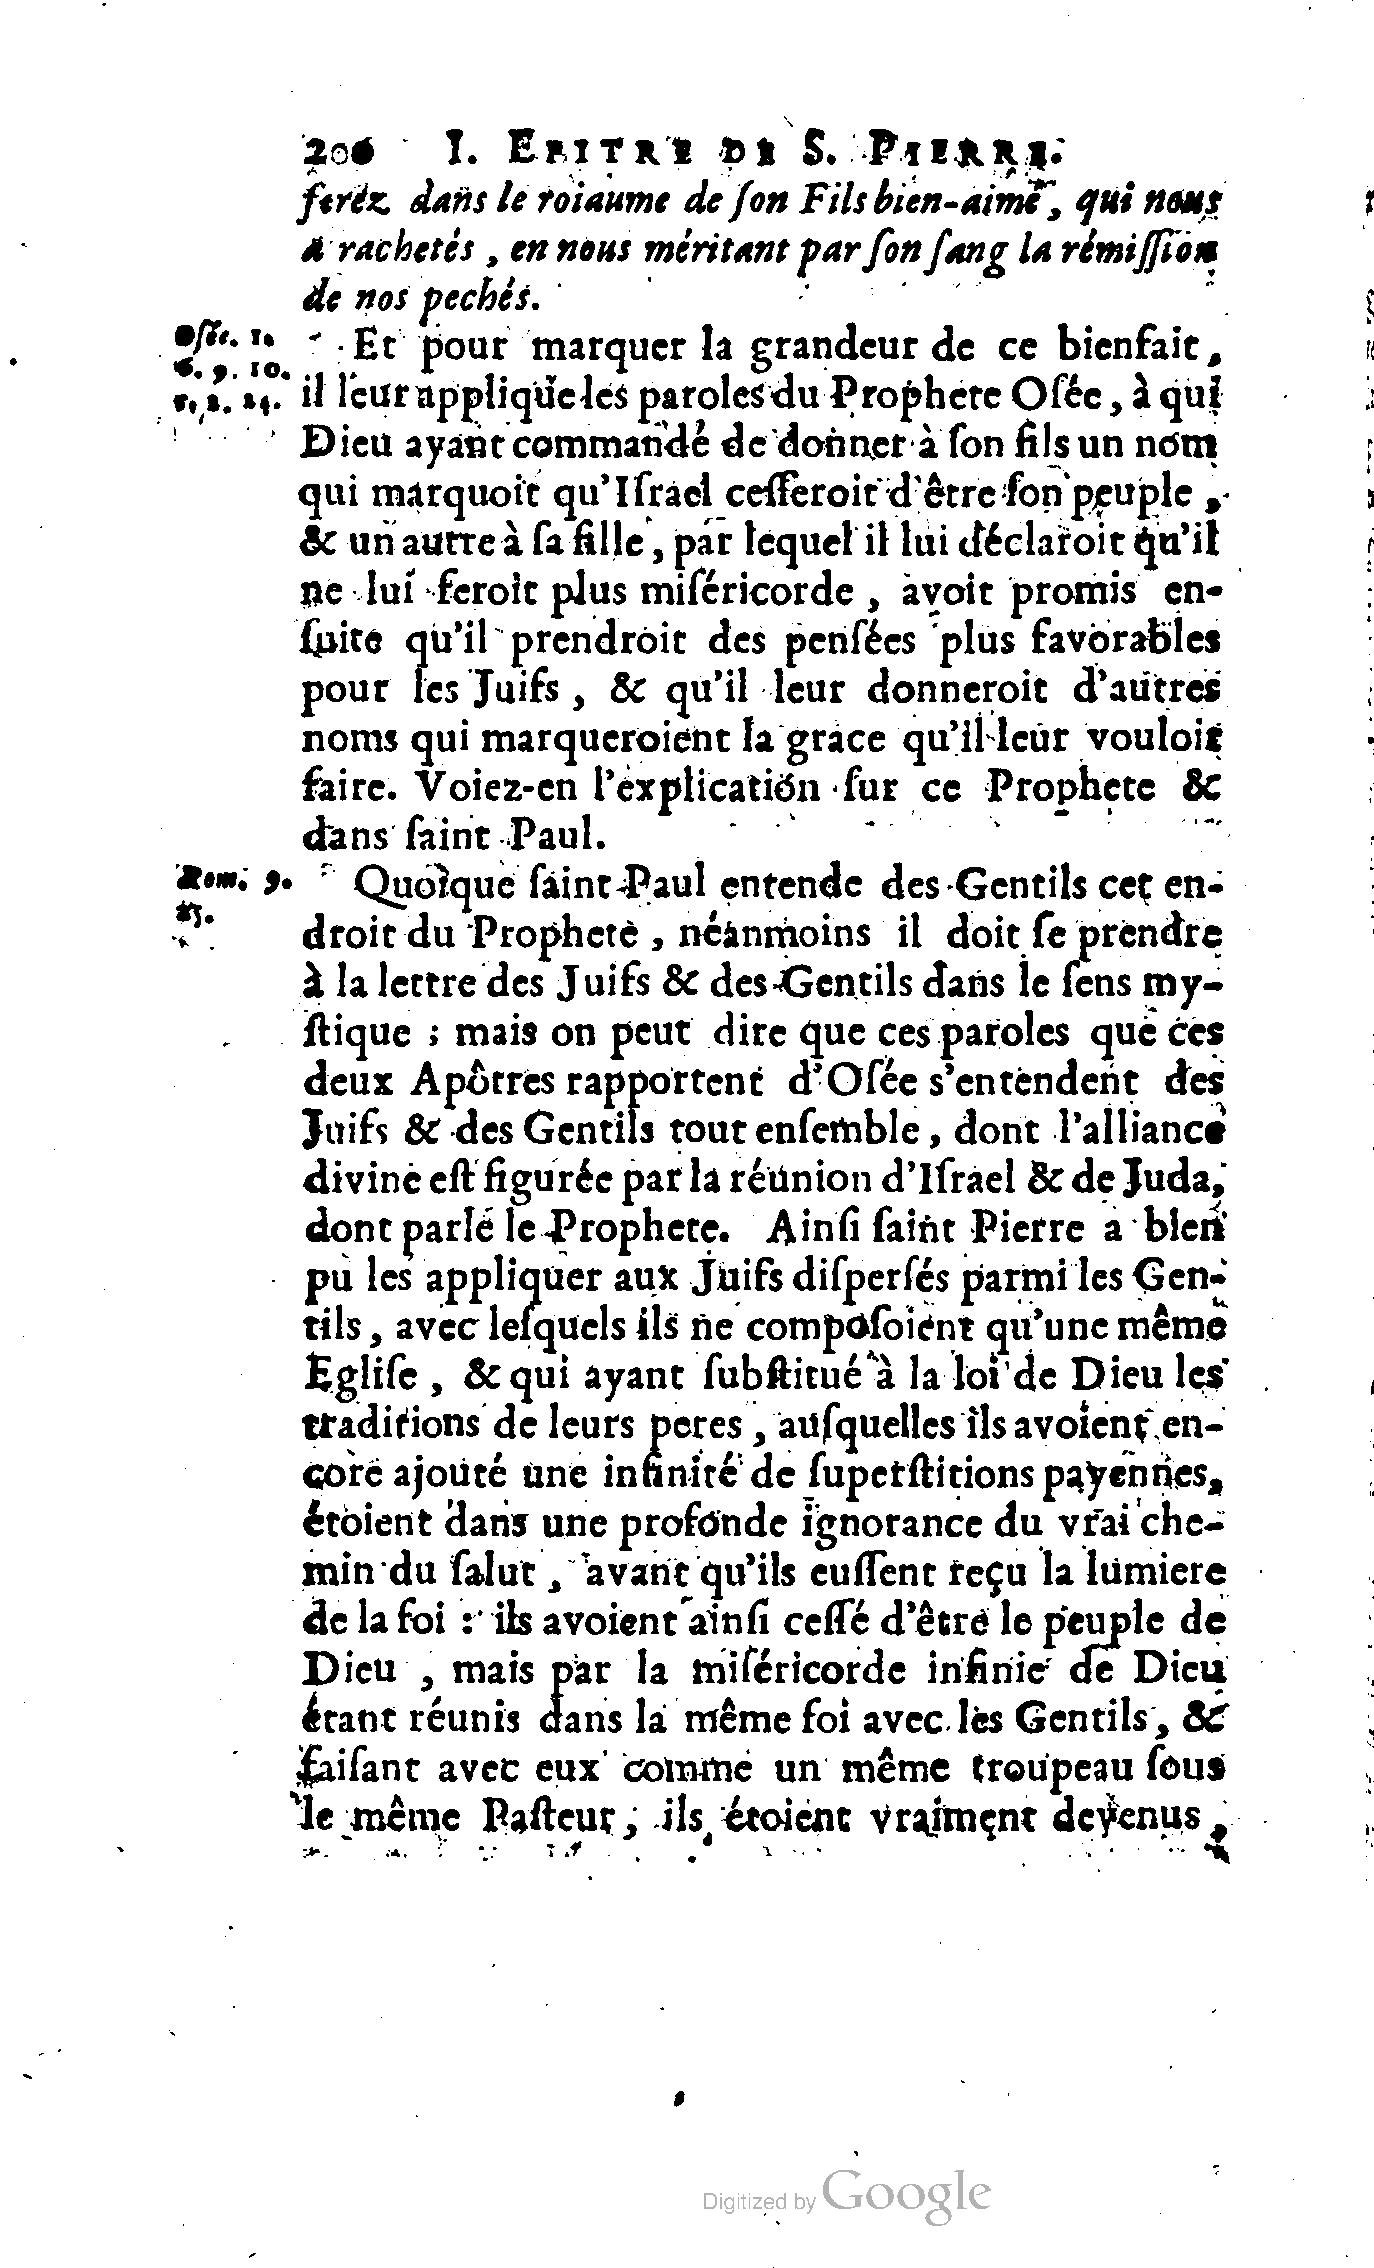 206 I. EPITRE DE S. PIERRE.
feréz dans le roiaume de ſon Fils bien-aimé, qui nous
a rachetés, en nous méritant par ſon ſang la rémiſſion
de nos pechés.
Oſée. 1.
6. 9. 10.
Et pour marquer la grandeur de ce bienfait,
il leur applique les paroles du Prophete Oſée, à qui
Dieu ayant commandé de donner à ſon fils un nom
qui marquoit qu'Iſrael ceſſeroit d'être ſon peuple,
& un autre à ſa fille, par lequel il lui déclaroit qu'il
ne lui feroit plus miſéricorde, avoit promis en-
ſuite qu'il prendroit des penſées plus favorables
pour les Juifs, & qu'il leur donneroit d'autres
noms qui marqueroient la grace qu'il leur vouloit
faire. Voiez-en l'explication ſur ce Prophete &
dans ſaint Paul.
Rom. 9.
25.
Quoique ſaint Paul entende des Gentils cet en-
droit du Prophete, néanmoins il doit ſe prendre
à la lettre des Juifs & des Gentils dans le ſens my-
ſtique ; mais on peut dire que ces paroles que ces
deux Apôtres rapportent d'Oſée s'entendent des
Juifs & des Gentils tout enſemble, dont l'alliance
divine eſt figurée par la réunion d'Iſrael & de Juda,
dont parle le Prophete. Ainſi ſaint Pierre a bien
pu les appliquer aux Juifs diſperſés parmi les Gen-
tils, avec leſquels ils ne compoſoient qu'une même
Egliſe, & qui ayant ſubſtitué à la loi de Dieu les
traditions de leurs peres, auſquelles ils avoient en-
core ajouté une infinité de ſuperſtitions payennes,
étoient dans une profonde ignorance du vrai che-
min du ſalut, avant qu'ils euſſent reçu la lumiere
de la foi : ils avoient ainſi ceſſé d'être le peuple de
Dieu, mais par la miſéricorde infinie de Dieu
étant réunis dans la même foi avec les Gentils, &
faiſant avec eux comme un même troupeau ſous
le même Paſteur, ils étoient vraiment devenus,
Digitized by Google